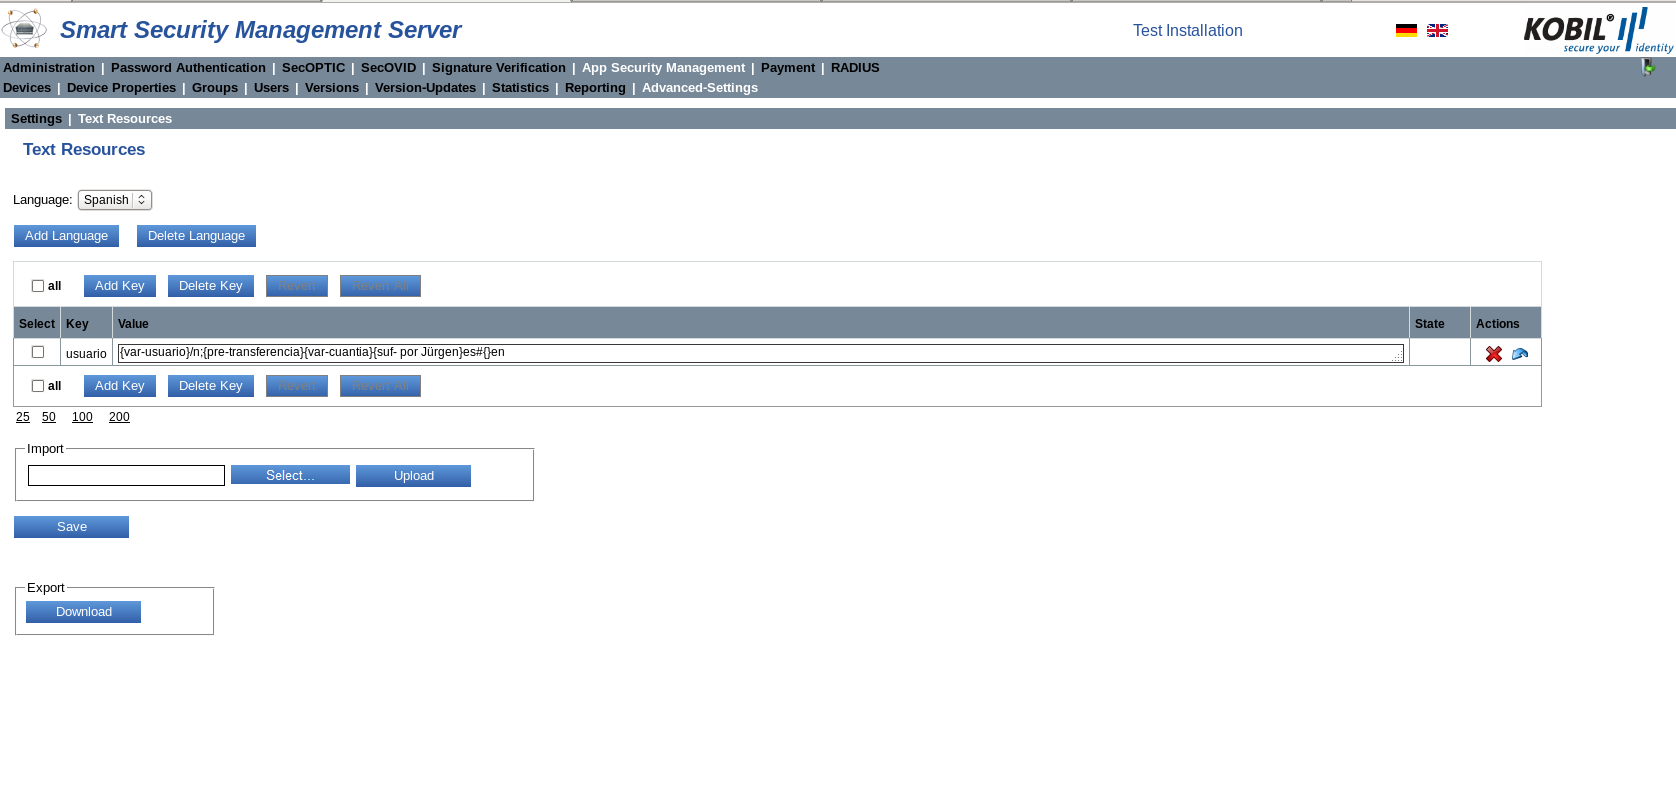 Smart Security Management Server
Test Installation
KOBIL®
secure your identity
Administration | Password Authentication | SecOPTIC | SecOVID | Signature Verification | App Security Management | Payment | RADIUS
Devices | Device Properties | Groups | Users | Versions | Version-Updates | Statistics | Reporting | Advanced-Settings
Settings | Text Resources
Text Resources
Language: Spanish
Add Language Delete Language
all Add Key Delete Key Revert Revert All
Select Key Value State Actions
usuario {var-usuario}/n;{pre-transferencia}{var-cuantia}{suf- por Jürgen}es#{}en
all Add Key Delete Key Revert Revert All
25 50 100 200
Import
Select... Upload
Save
Export
Download